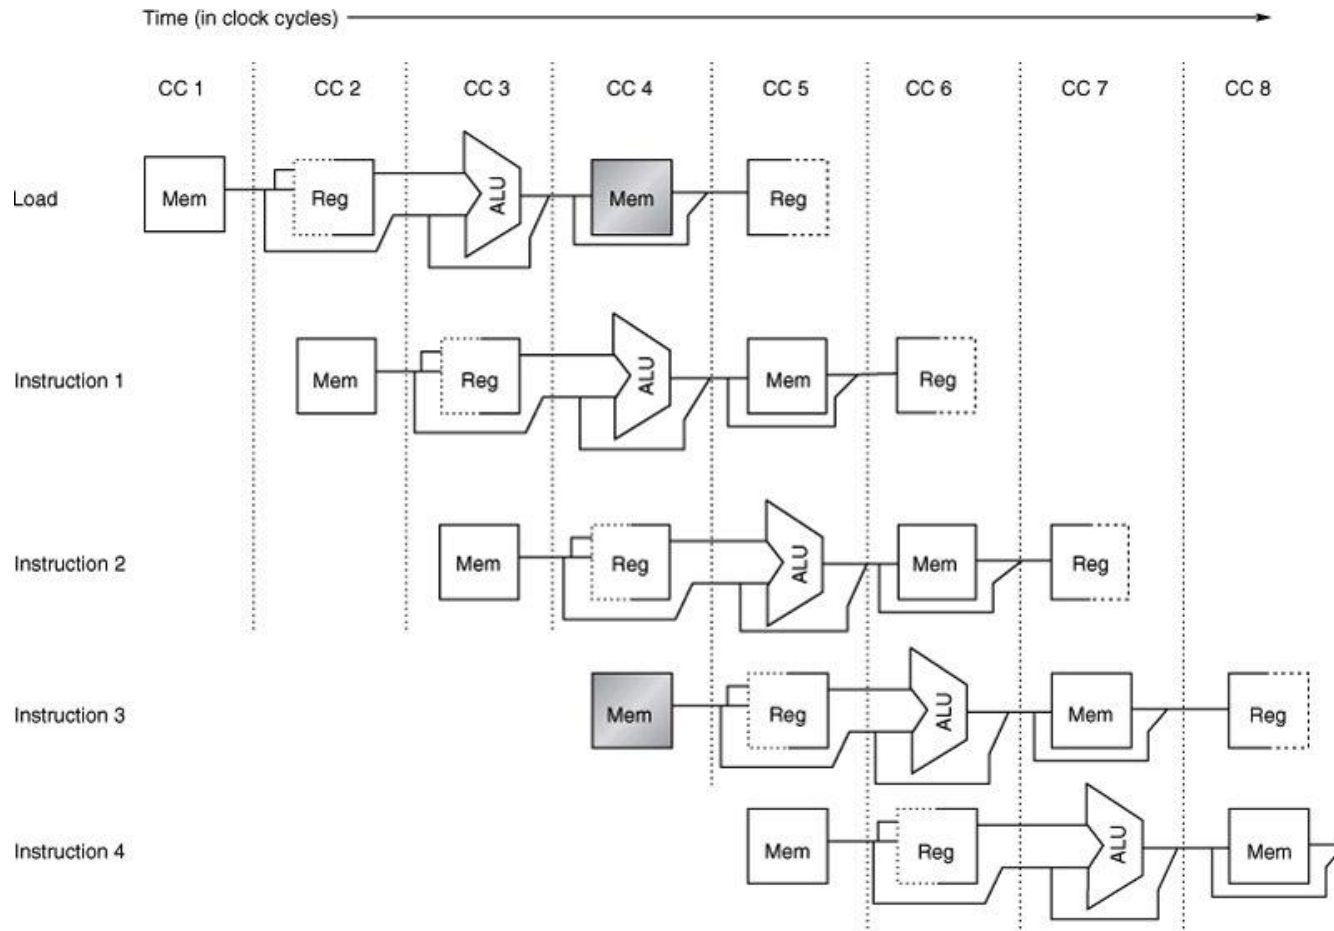 Time (in clock cycles)
CC 1 CC 2 CC 3 CC 4 CC 5 CC 6 CC 7 CC 8
Load Mem Reg ALU Mem Reg
Instruction 1 Mem Reg ALU Mem Reg
Instruction 2 Mem Reg ALU Mem Reg
Instruction 3 Mem Reg ALU Mem Reg
Instruction 4 Mem Reg ALU Mem